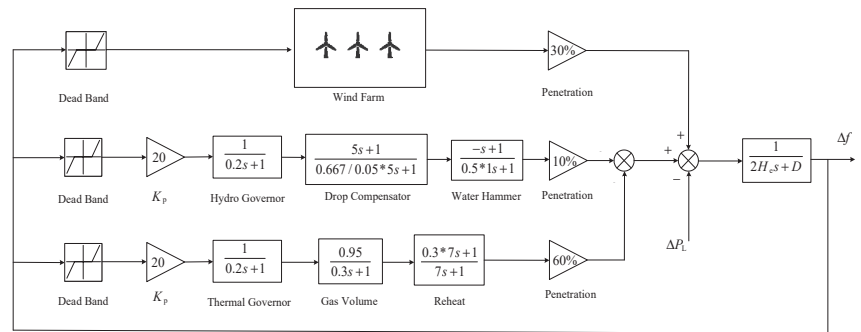 30%
Dead Band
Wind Farm
Penetration
+
+
−
Δf
20
1
0.2s+1
5s+1
0.667/0.05*5s+1
-s+1
0.5*1s+1
10%
1
2Hₑs+D
Dead Band
Kₚ
Hydro Governor
Drop Compensator
Water Hammer
Penetration
ΔP_L
20
1
0.2s+1
0.95
0.3s+1
0.3*7s+1
7s+1
60%
Dead Band
Kₚ
Thermal Governor
Gas Volume
Reheat
Penetration